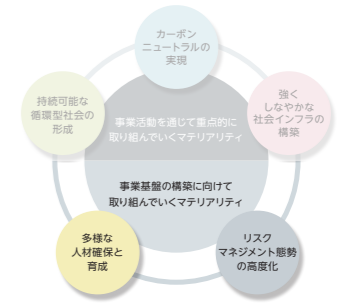 カーボン
ニュートラルの
実現
持続可能な
循環型社会の
形成
強く
しなやかな
社会インフラの
構築
事業活動を通じて重点的に
取り組んでいくマテリアリティ
事業基盤の構築に向けて
取り組んでいくマテリアリティ
多様な
人材確保と
育成
リスク
マネジメント態勢
の高度化